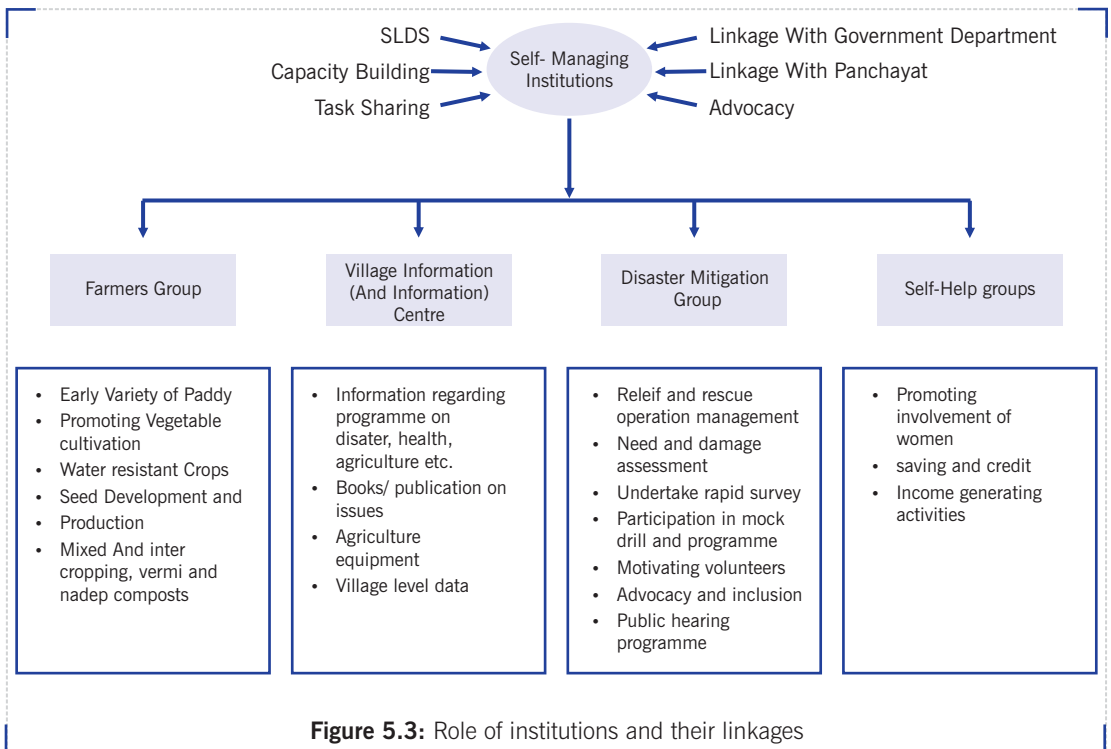 SLDS
Capacity Building
Task Sharing
Self- Managing
Institutions
Linkage With Government Department
Linkage With Panchayat
Advocacy
Farmers Group
Village Information
(And Information)
Centre
Disaster Mitigation
Group
Self-Help groups
• Early Variety of Paddy
• Promoting Vegetable
cultivation
• Water resistant Crops
• Seed Development and
• Production
• Mixed And inter
cropping, vermi and
nadep composts
• Information regarding
programme on
disater, health,
agriculture etc.
• Books/ publication on
issues
• Agriculture
equipment
• Village level data
• Releif and rescue
operation management
• Need and damage
assessment
• Undertake rapid survey
• Participation in mock
drill and programme
• Motivating volunteers
• Advocacy and inclusion
• Public hearing
programme
• Promoting
involvement of
women
• saving and credit
• Income generating
activities
Figure 5.3: Role of institutions and their linkages